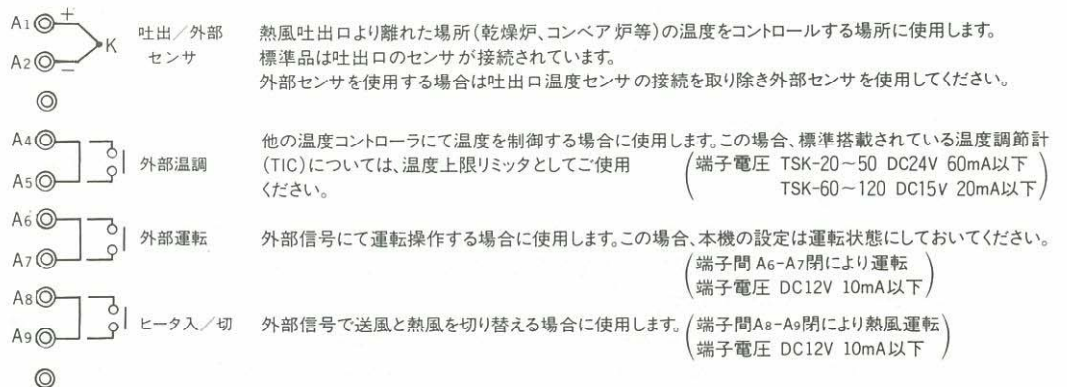 A1 + K 吐出／外部センサ 熱風吐出口より離れた場所(乾燥炉、コンベア炉等)の温度をコントロールする場所に使用します。
A2 − 標準品は吐出口のセンサが接続されています。
外部センサを使用する場合は吐出口温度センサの接続を取り除き外部センサを使用してください。
A4 他の温度コントローラにて温度を制御する場合に使用します。この場合、標準搭載されている温度調節計
A5 外部温調 (TIC)については、温度上限リミッタとしてご使用
ください。
(端子電圧 TSK-20～50 DC24V 60mA以下
TSK-60～120 DC15V 20mA以下)
A6
A7 外部運転 外部信号にて運転操作する場合に使用します。この場合、本機の設定は運転状態にしておいてください。
(端子間 A6-A7閉により運転
端子電圧 DC12V 10mA以下)
A8
A9 ヒータ入／切 外部信号で送風と熱風を切り替える場合に使用します。(端子間A8-A9閉により熱風運転
端子電圧 DC12V 10mA以下)